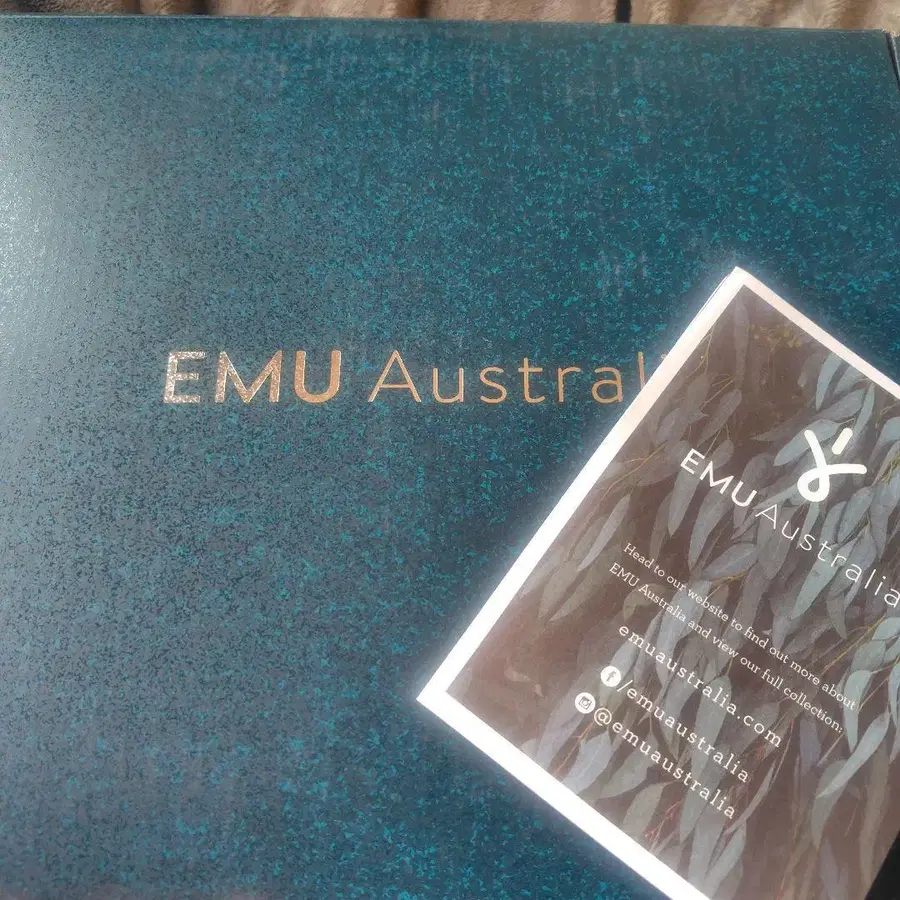 EMU Australi
EMU Australia
Head to our website to find out more about
EMU Australia and view our full collection:
emuaustralia.com
/emuaustralia
@emuaustralia